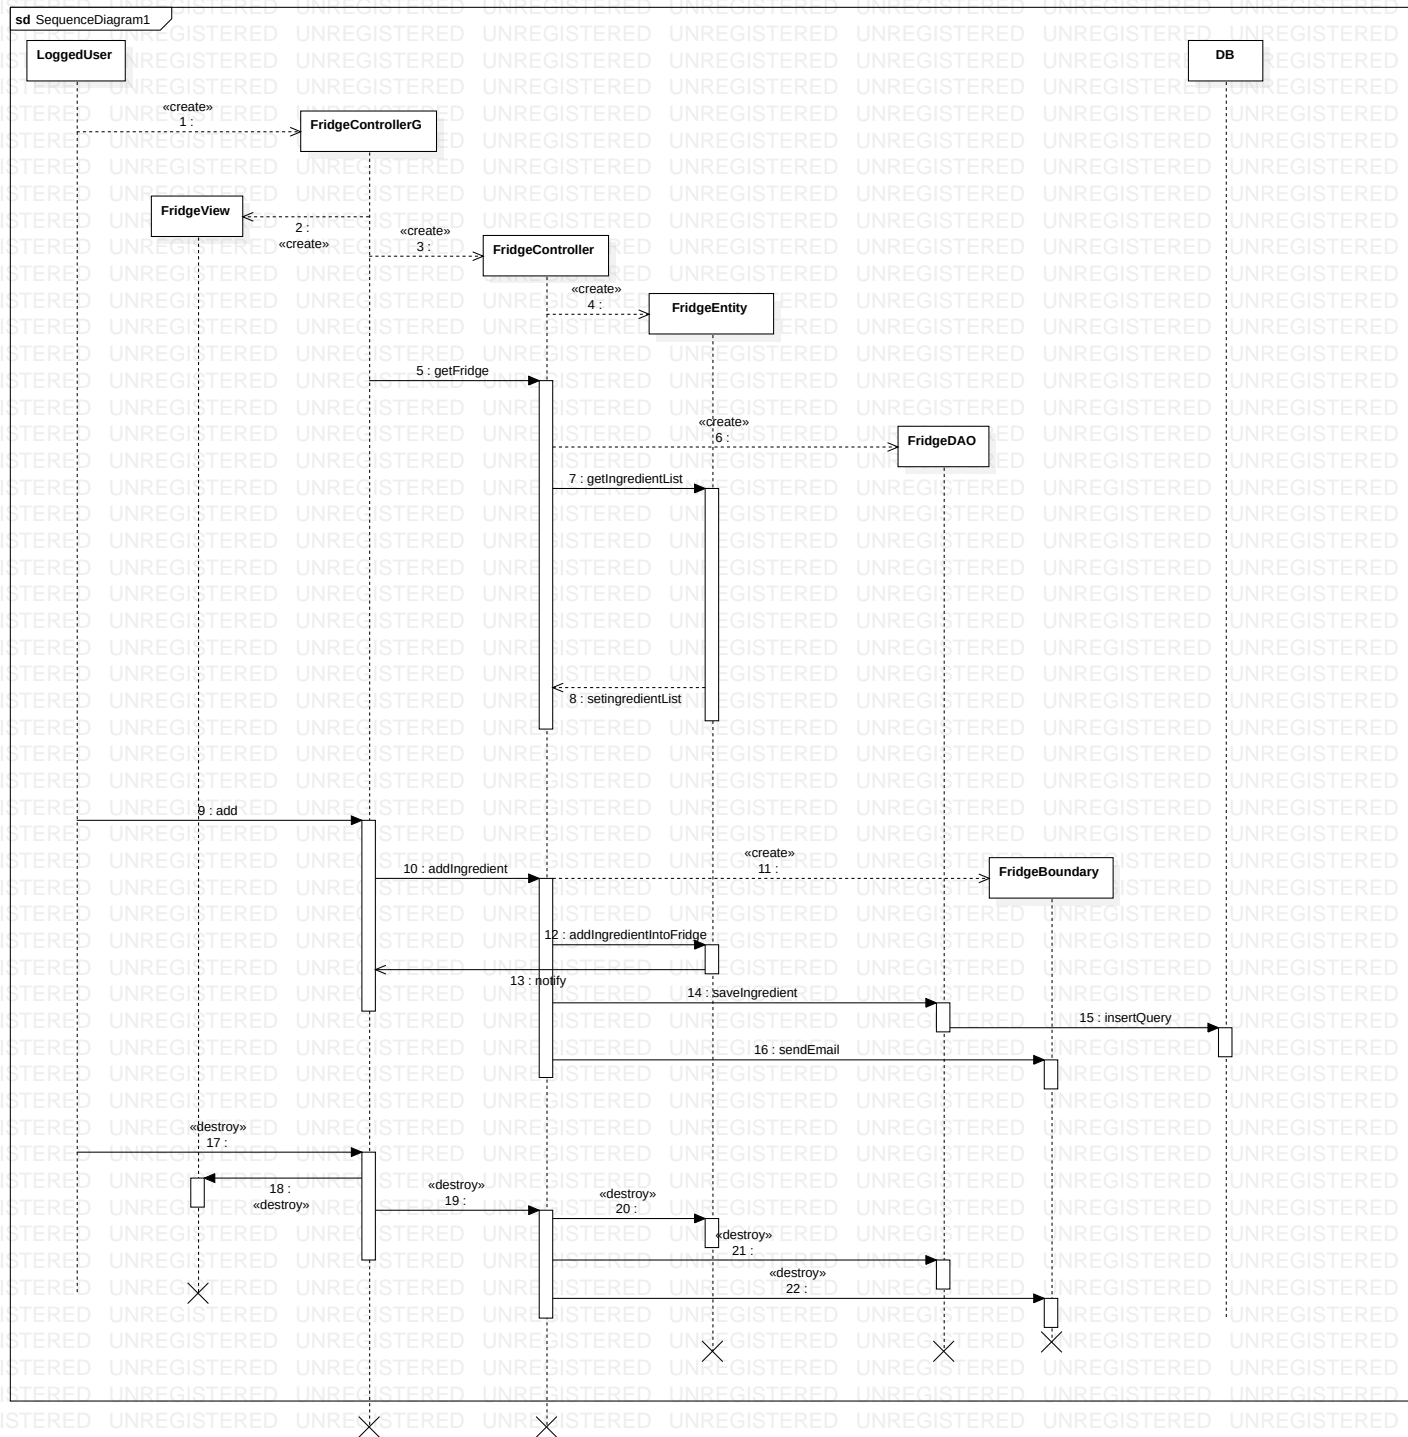 sd SequenceDiagram1
LoggedUser
DB
«create»
1 :
FridgeControllerG
FridgeView
2 :
«create»
«create»
3 :
FridgeController
«create»
4 :
FridgeEntity
5 : getFridge
«create»
6 :
FridgeDAO
7 : getIngredientList
8 : setingredientList
9 : add
10 : addIngredient
«create»
11 :
FridgeBoundary
12 : addIngredientIntoFridge
13 : notify
14 : saveIngredient
15 : insertQuery
16 : sendEmail
«destroy»
17 :
18 :
«destroy»
«destroy»
19 :
«destroy»
20 :
«destroy»
21 :
«destroy»
22 :
UNREGISTERED